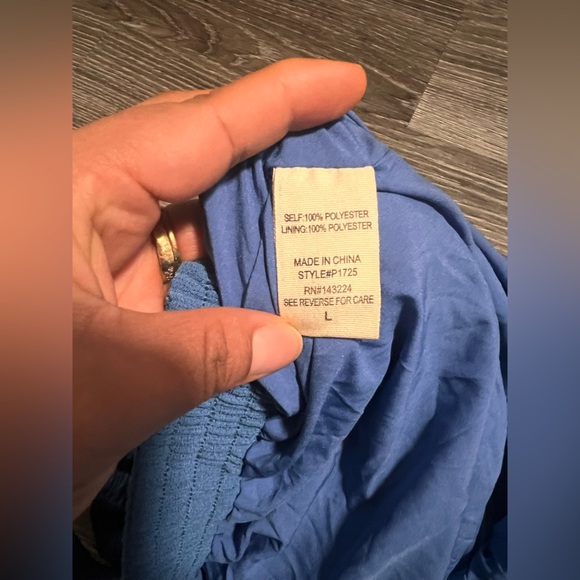 SELF:100% POLYESTER
LINING:100% POLYESTER
MADE IN CHINA
STYLE#P1725
RN#143224
SEE REVERSE FOR CARE
L